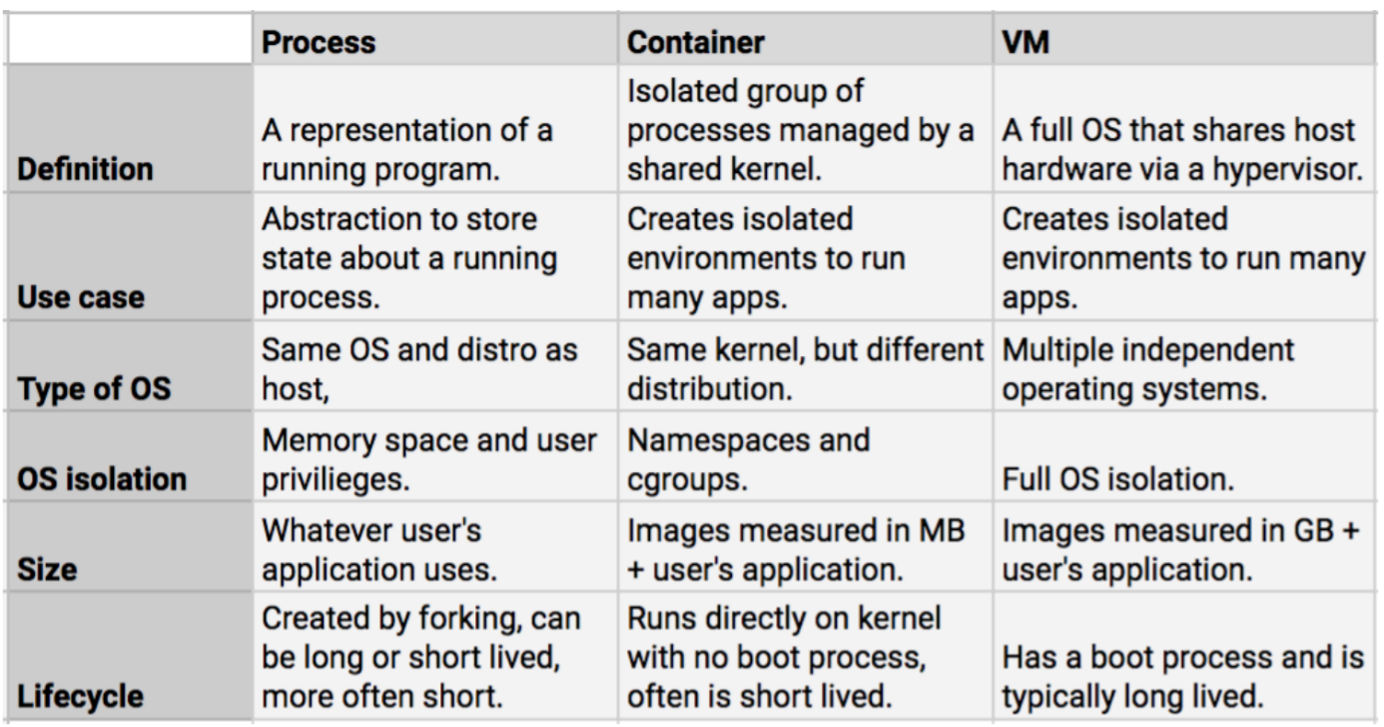 Process
Container
VM
Definition
A representation of a
running program.
Isolated group of
processes managed by a
shared kernel.
A full OS that shares host
hardware via a hypervisor.
Use case
Abstraction to store
state about a running
process.
Creates isolated
environments to run
many apps.
Creates isolated
environments to run many
apps.
Type of OS
Same OS and distro as
host,
Same kernel, but different
distribution.
Multiple independent
operating systems.
OS isolation
Memory space and user
privilieges.
Namespaces and
cgroups.
Full OS isolation.
Size
Whatever user's
application uses.
Images measured in MB
+ user's application.
Images measured in GB +
user's application.
Lifecycle
Created by forking, can
be long or short lived,
more often short.
Runs directly on kernel
with no boot process,
often is short lived.
Has a boot process and is
typically long lived.